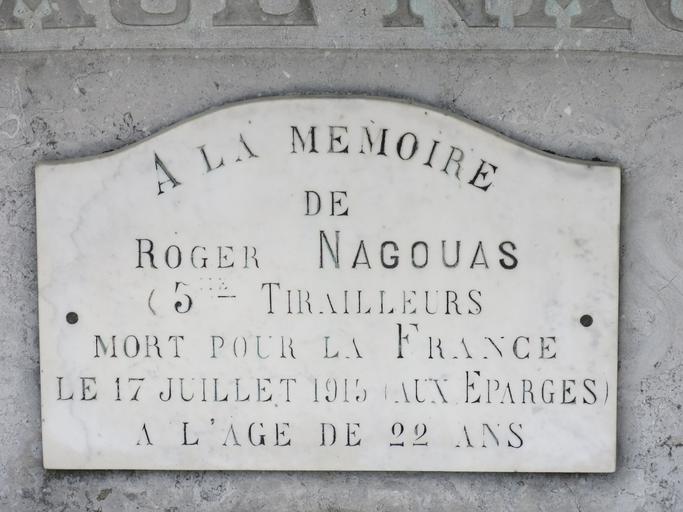 A LA MEMOIRE
DE
ROGER NAGOUAS
(5ME TIRAILLEURS
MORT POUR LA FRANCE
LE 17 JUILLET 1915 (AUX EPARGES)
A L'AGE DE 22 ANS